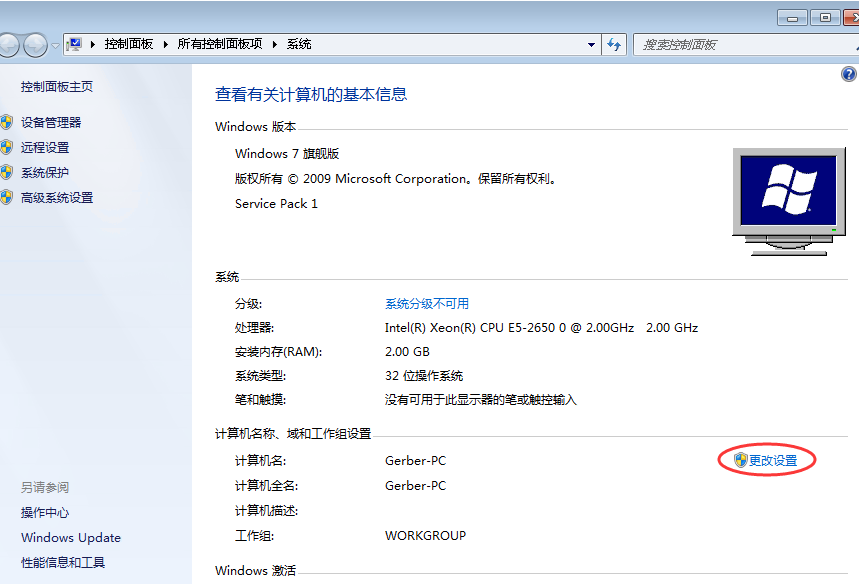 控制面板 ▸ 所有控制面板项 ▸ 系统
搜索控制面板
控制面板主页
设备管理器
远程设置
系统保护
高级系统设置
另请参阅
操作中心
Windows Update
性能信息和工具
查看有关计算机的基本信息
Windows 版本
Windows 7 旗舰版
版权所有 © 2009 Microsoft Corporation。保留所有权利。
Service Pack 1
系统
分级: 系统分级不可用
处理器: Intel(R) Xeon(R) CPU E5-2650 0 @ 2.00GHz 2.00 GHz
安装内存(RAM): 2.00 GB
系统类型: 32 位操作系统
笔和触摸: 没有可用于此显示器的笔或触控输入
计算机名称、域和工作组设置
计算机名: Gerber-PC 更改设置
计算机全名: Gerber-PC
计算机描述:
工作组: WORKGROUP
Windows 激活